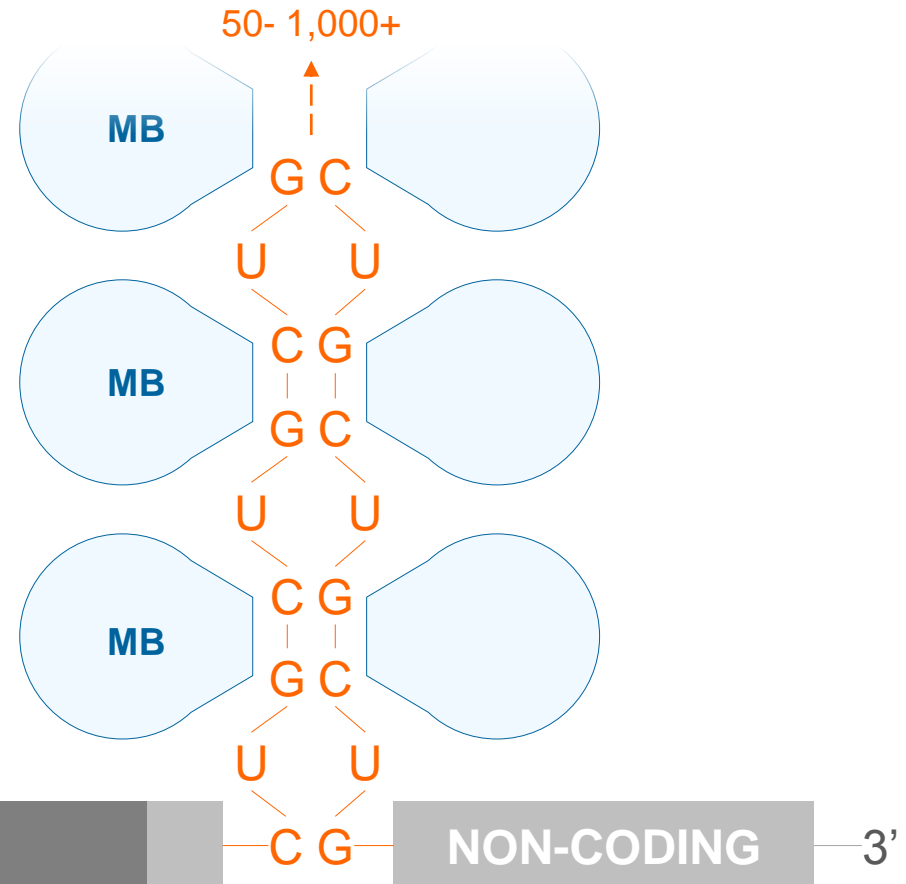 50- 1,000+
MB
G C
U U
C G
MB
G C
U U
C G
MB
G C
U U
C G NON-CODING 3’